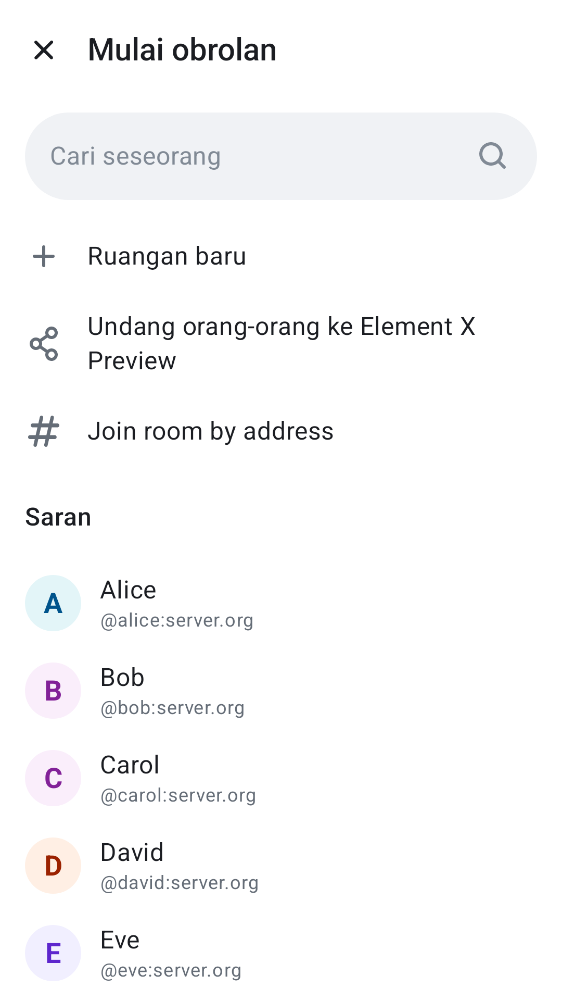 Mulai obrolan
Cari seseorang
Ruangan baru
Undang orang-orang ke Element X
Preview
Join room by address
Saran
A
Alice
@alice:server.org
B
Bob
@bob:server.org
C
Carol
@carol:server.org
D
David
@david:server.org
E
Eve
@eve:server.org